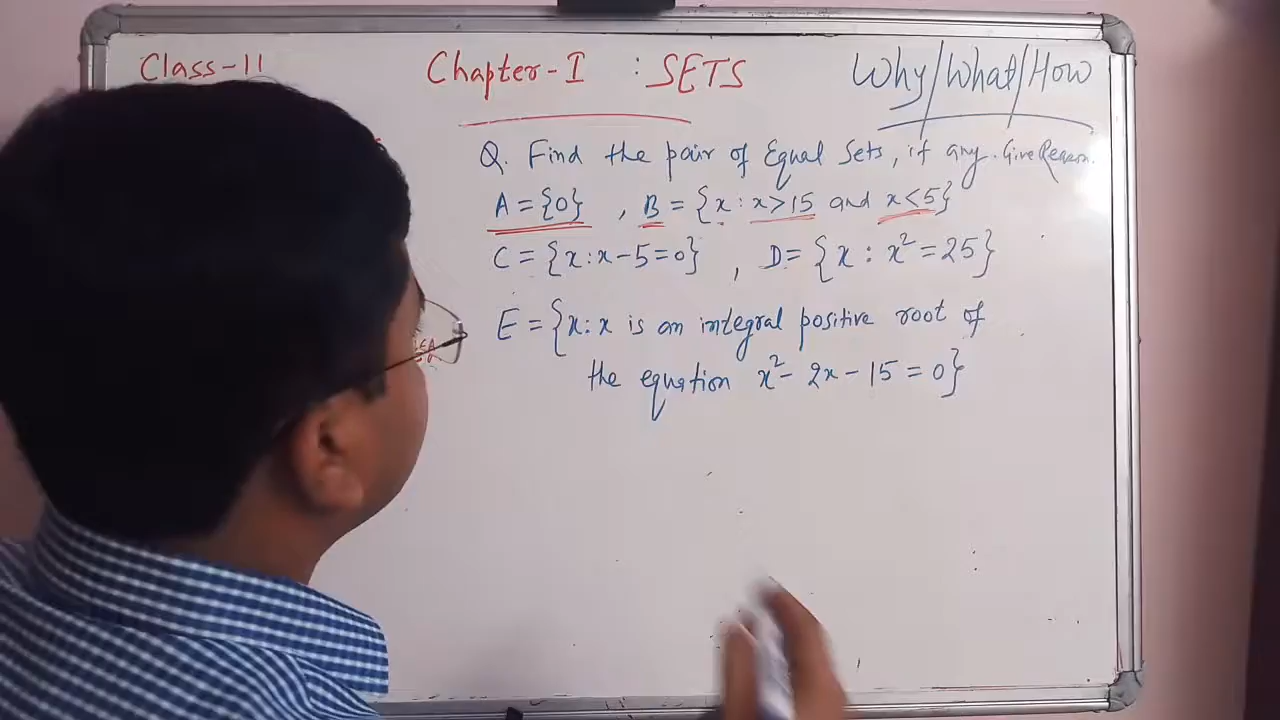 Class-11 Chapter-I : SETS Why/What/How
Q. Find the pair of Equal Sets, if any. Give Reason.
A = {0} , B = {x : x>15 and x<5}
C = {x : x-5=0} , D = {x : x²=25}
E = {x : x is an integral positive root of
the equation x² - 2x - 15 = 0}